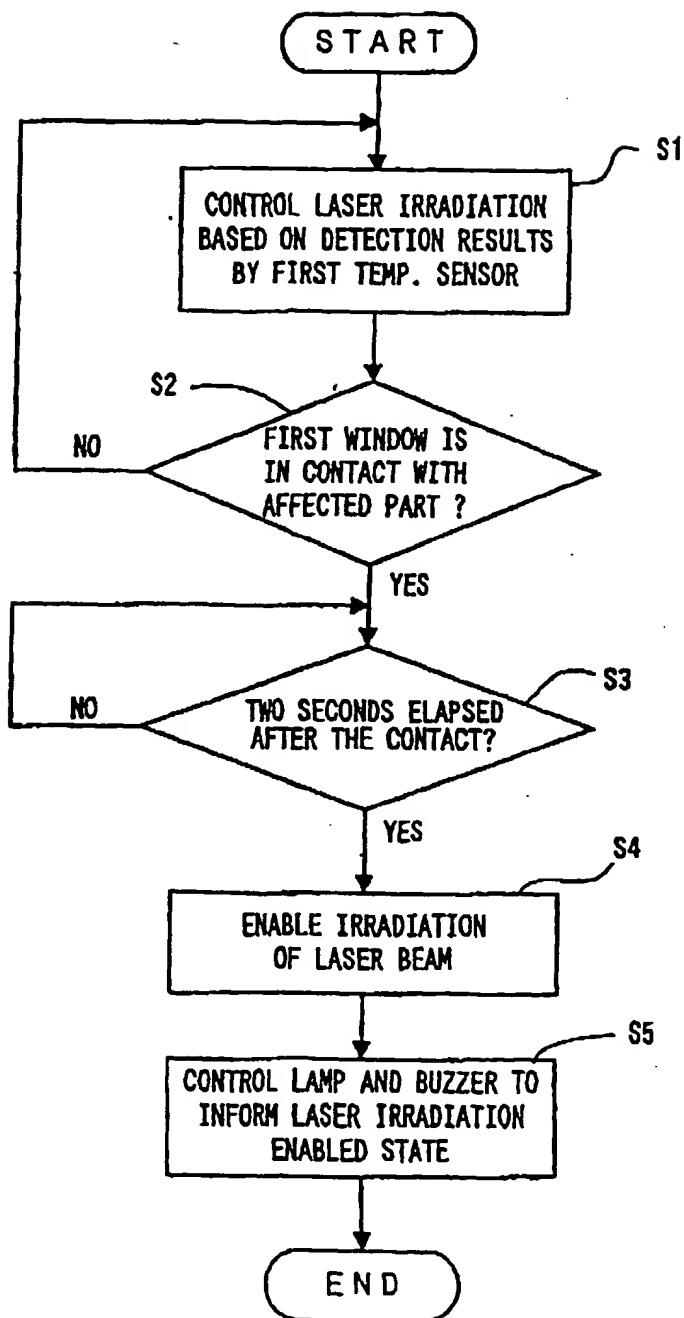 START
S1
CONTROL LASER IRRADIATION
BASED ON DETECTION RESULTS
BY FIRST TEMP. SENSOR
S2
NO
FIRST WINDOW IS
IN CONTACT WITH
AFFECTED PART ?
YES
S3
NO
TWO SECONDS ELAPSED
AFTER THE CONTACT?
YES
S4
ENABLE IRRADIATION
OF LASER BEAM
S5
CONTROL LAMP AND BUZZER TO
INFORM LASER IRRADIATION
ENABLED STATE
END